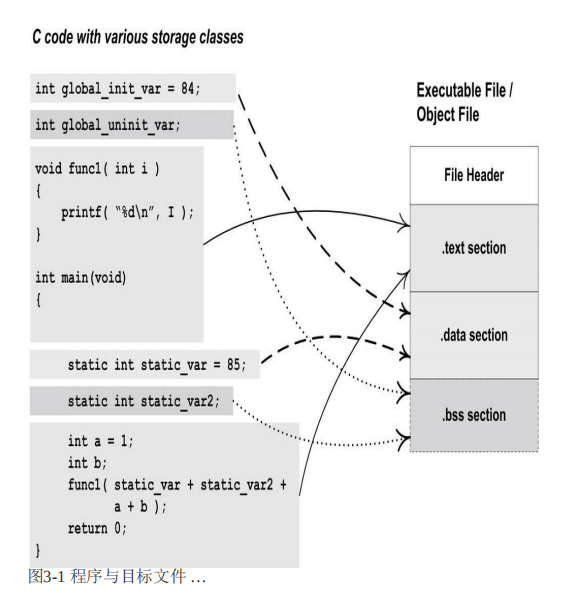 C code with various storage classes
int global_init_var = 84;
int global_uninit_var;
void func1( int i )
{
printf( "%d\n", I );
}
int main(void)
{
static int static_var = 85;
static int static_var2;
int a = 1;
int b;
func1( static_var + static_var2 +
a + b );
return 0;
}
Executable File /
Object File
File Header
.text section
.data section
.bss section
图3-1 程序与目标文件 ...